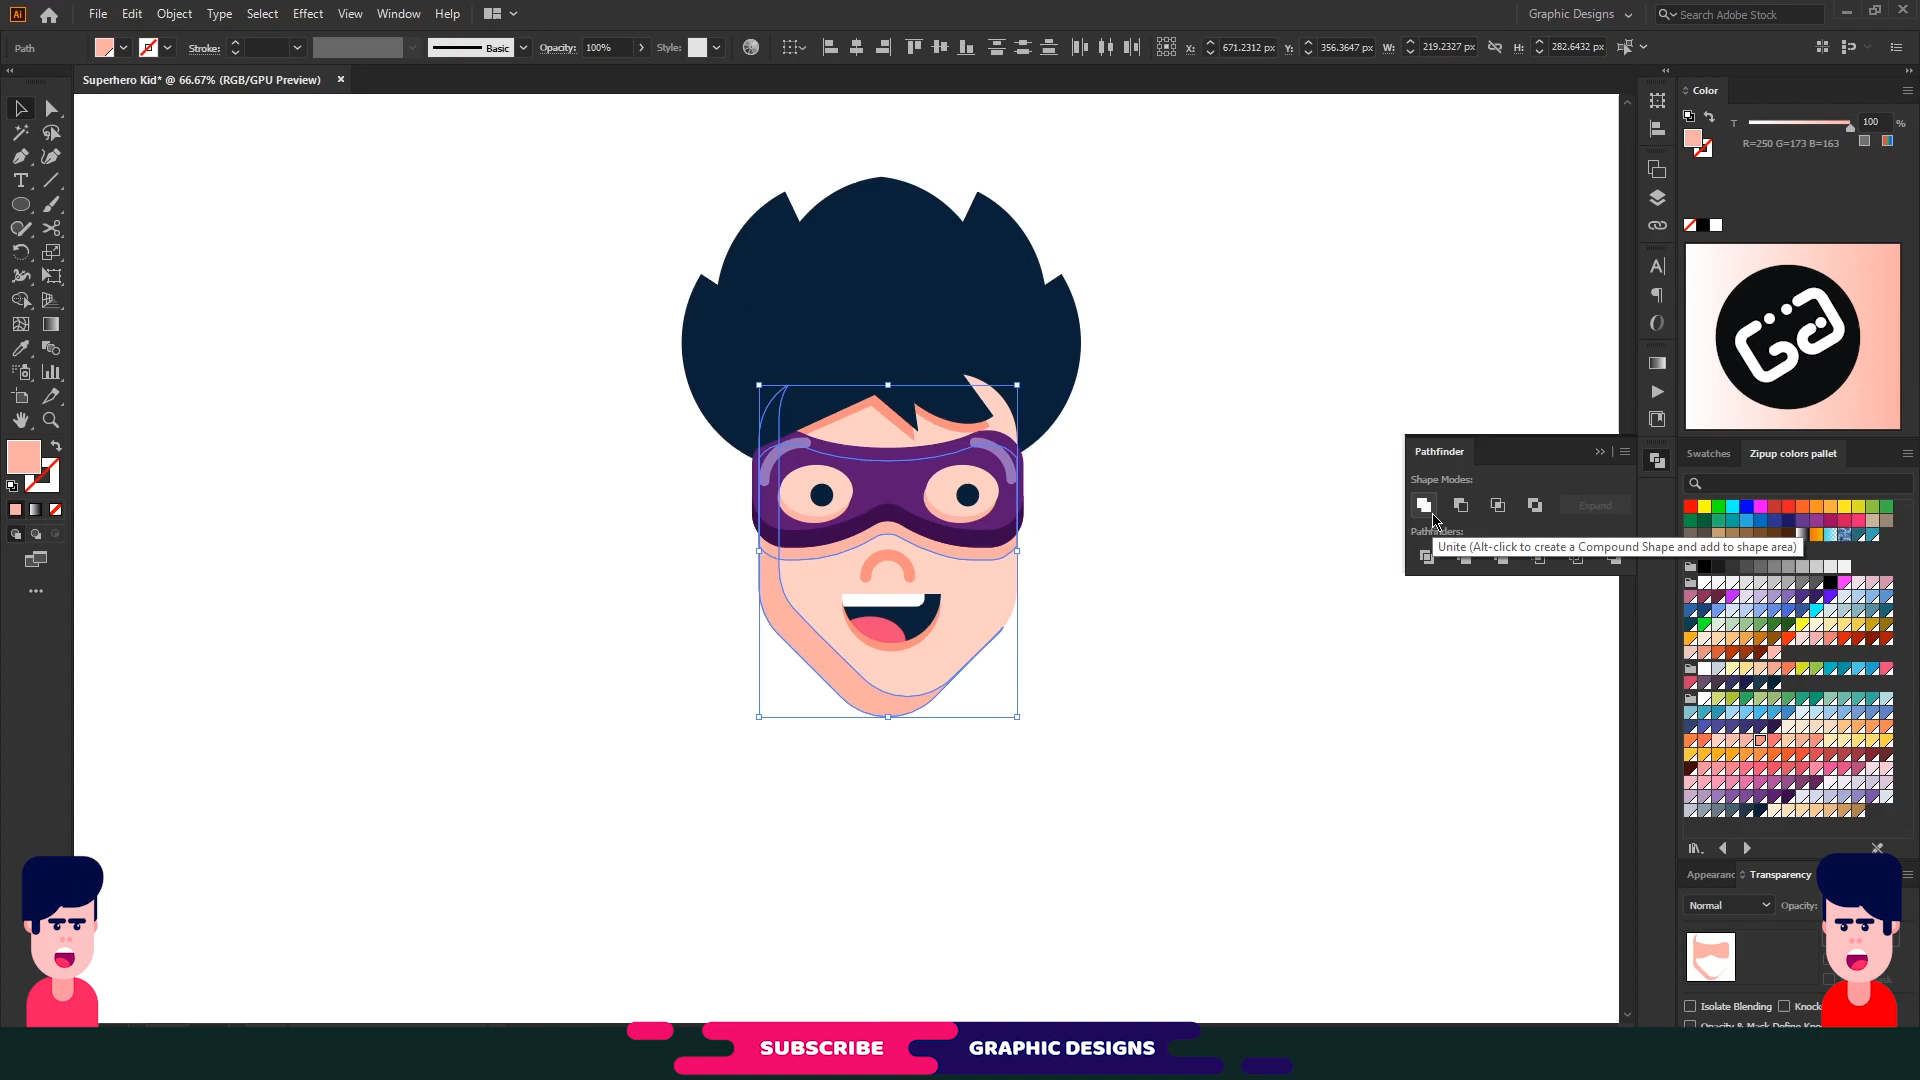 Ai File Edit Object Type Select Effect View Window Help Graphic Designs Search Adobe Stock
Path Stroke: Basic Opacity: 100% Style: X: 671.2312 px Y: 356.3647 px W: 219.2327 px H: 282.6432 px
Superhero Kid* @ 66.67% (RGB/GPU Preview)
Color
T 100 %
R=250 G=173 B=163
Pathfinder
Shape Modes:
Expand
Pathfinders:
Unite (Alt-click to create a Compound Shape and add to shape area)
Swatches Zipup colors pallet
Appearanc Transparency
Normal Opacity:
Isolate Blending Knock
Opacity & Mask Define Kno
SUBSCRIBE GRAPHIC DESIGNS